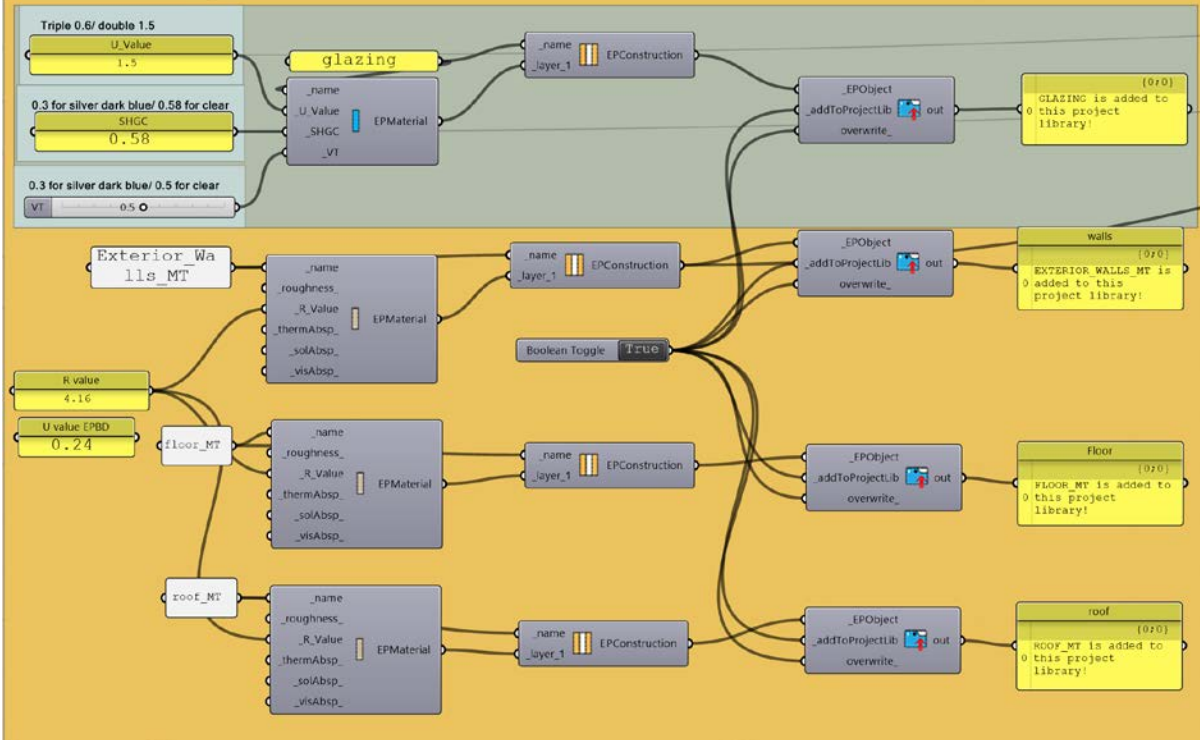 Triple 0.6/ double 1.5
U_Value
1.5
0.3 for silver dark blue/ 0.58 for clear
SHGC
0.58
0.3 for silver dark blue/ 0.5 for clear
VT
0.5
glazing
_name
_U_Value
_SHGC
_VT
EPMaterial
_name
_layer_1
EPConstruction
_EPObject
_addToProjectLib
overwrite_
out
{0;0}
0 GLAZING is added to
this project
library!
Exterior_Wa
lls_MT
_name
_roughness_
_R_Value
_thermAbsp_
_solAbsp_
_visAbsp_
EPMaterial
_name
_layer_1
EPConstruction
_EPObject
_addToProjectLib
overwrite_
out
walls
{0;0}
0 EXTERIOR_WALLS_MT is
added to this
project library!
Boolean Toggle True
R value
4.16
U value EPBD
0.24
floor_MT
_name
_roughness_
_R_Value
_thermAbsp_
_solAbsp_
_visAbsp_
EPMaterial
_name
_layer_1
EPConstruction
_EPObject
_addToProjectLib
overwrite_
out
Floor
{0;0}
0 FLOOR_MT is added to
this project
library!
roof_MT
_name
_roughness_
_R_Value
_thermAbsp_
_solAbsp_
_visAbsp_
EPMaterial
_name
_layer_1
EPConstruction
_EPObject
_addToProjectLib
overwrite_
out
roof
{0;0}
0 ROOF_MT is added to
this project
library!